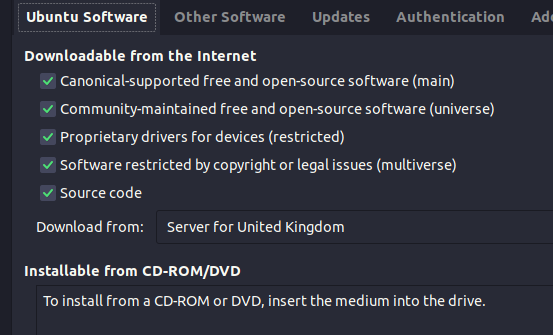 Ubuntu Software Other Software Updates Authentication
Downloadable from the Internet
Canonical-supported free and open-source software (main)
Community-maintained free and open-source software (universe)
Proprietary drivers for devices (restricted)
Software restricted by copyright or legal issues (multiverse)
Source code
Download from: Server for United Kingdom
Installable from CD-ROM/DVD
To install from a CD-ROM or DVD, insert the medium into the drive.